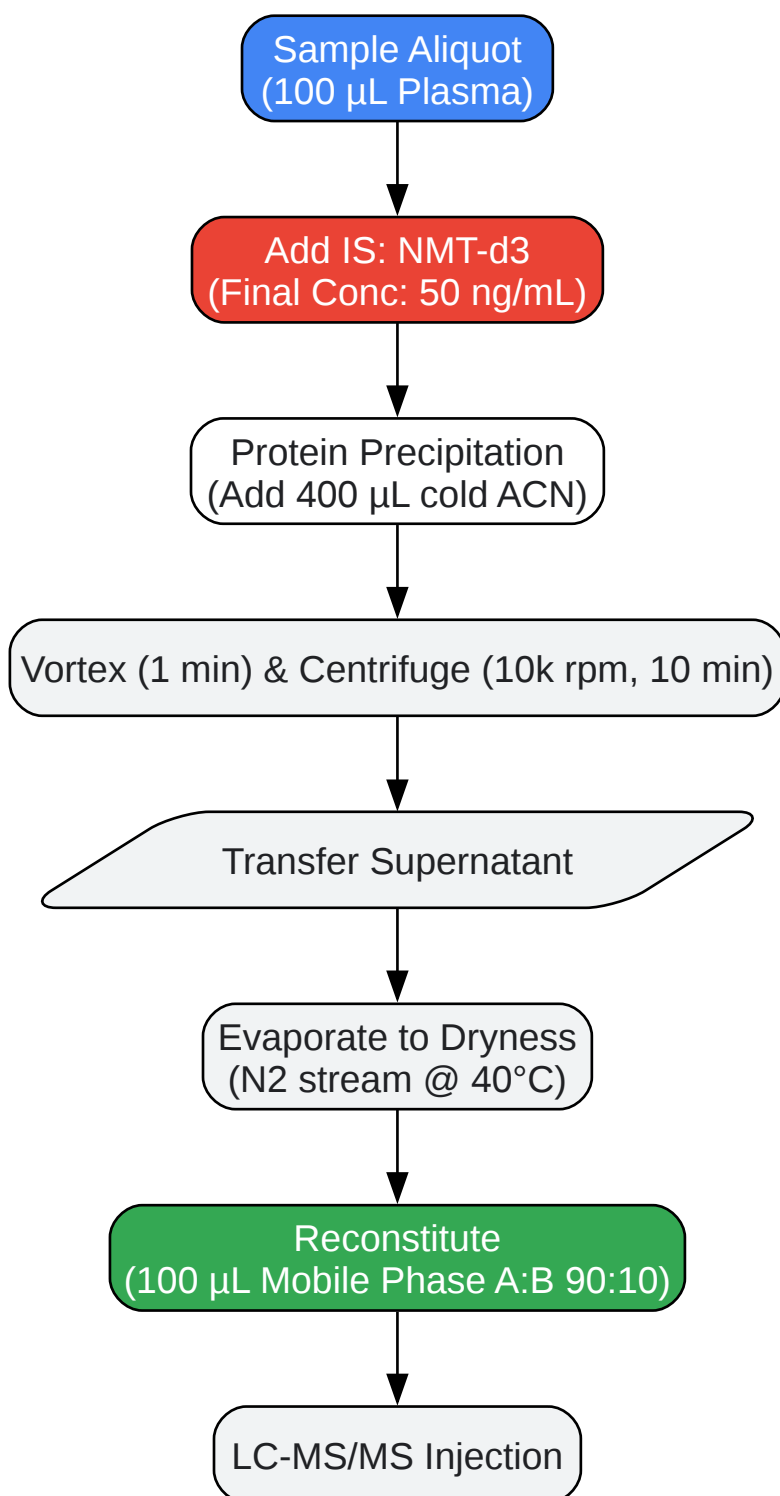 Sample Aliquot
(100 µL Plasma)
Add IS: NMT-d3
(Final Conc: 50 ng/mL)
Protein Precipitation
(Add 400 µL cold ACN)
Vortex (1 min) & Centrifuge (10k rpm, 10 min)
Transfer Supernatant
Evaporate to Dryness
(N2 stream @ 40°C)
Reconstitute
(100 µL Mobile Phase A:B 90:10)
LC-MS/MS Injection